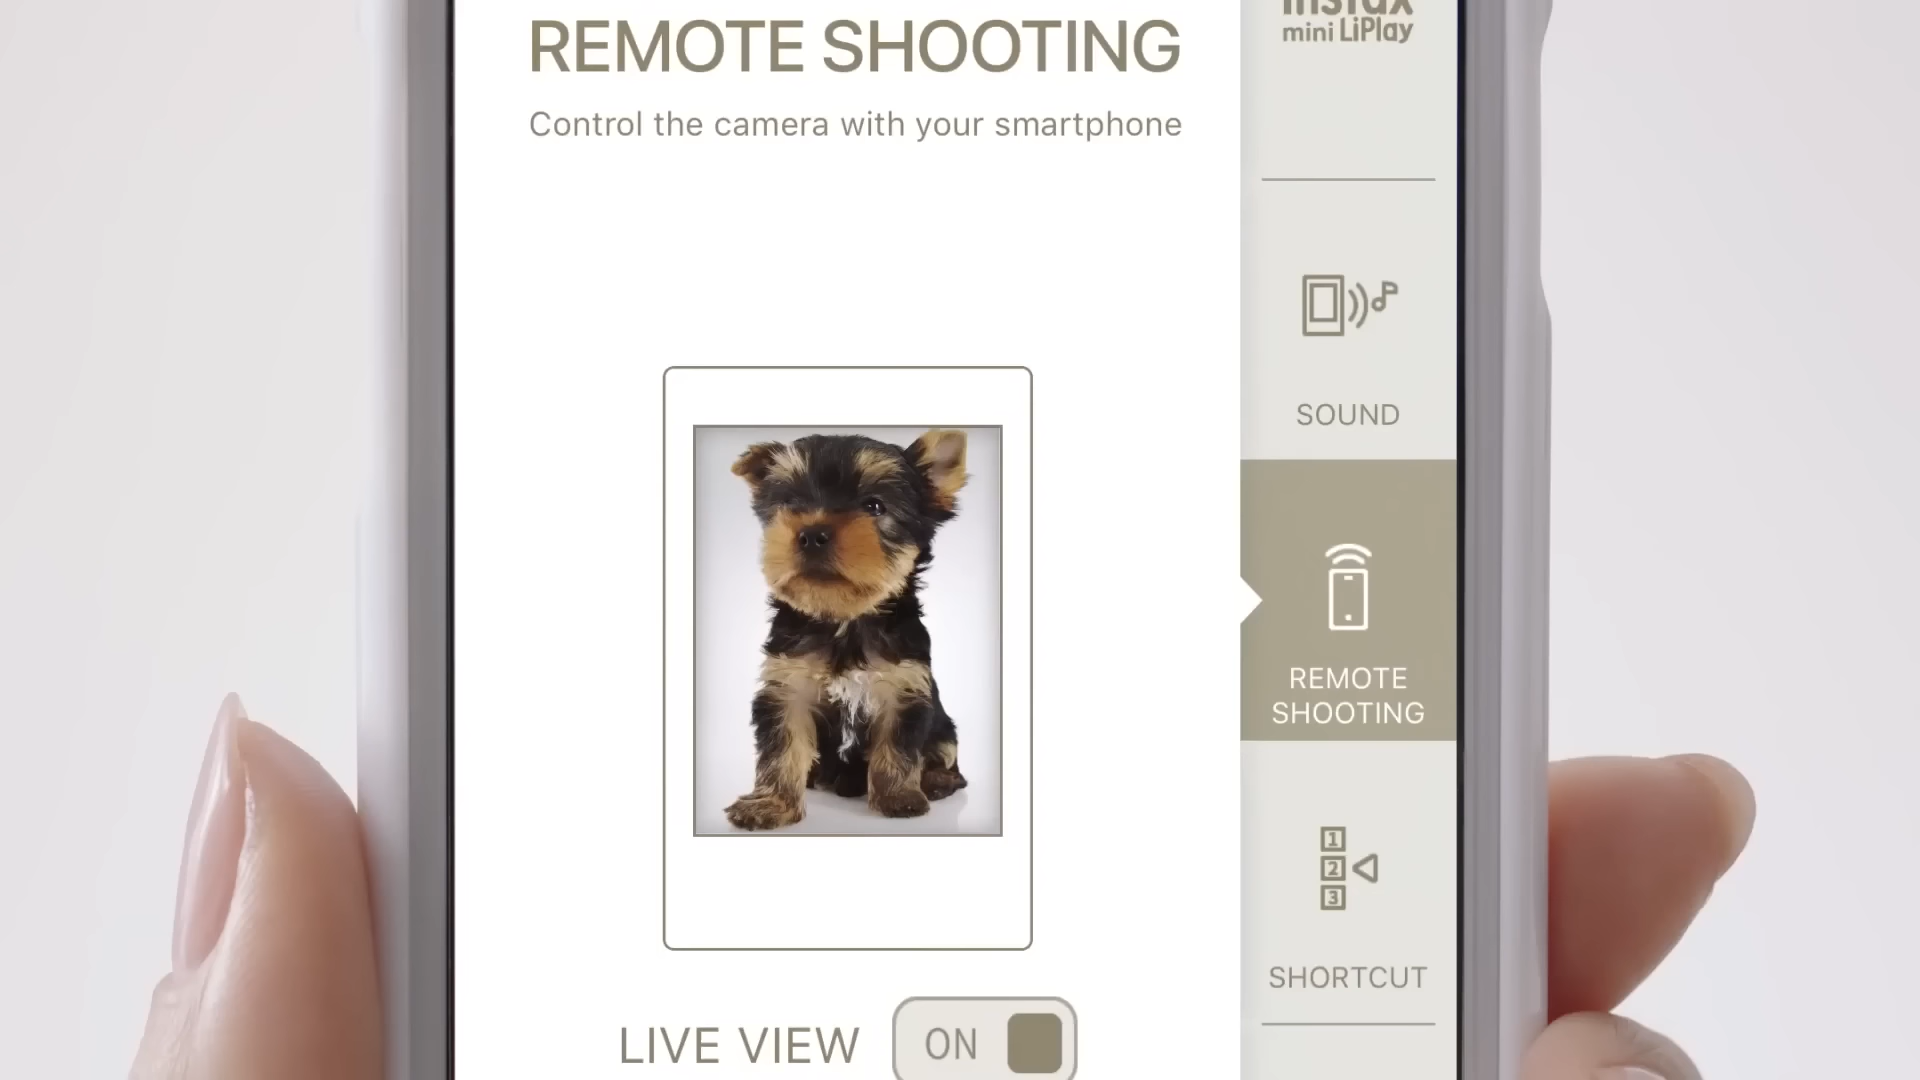 REMOTE SHOOTING
Control the camera with your smartphone
instax
mini LiPlay
SOUND
REMOTE
SHOOTING
1
2
3
SHORTCUT
LIVE VIEW ON